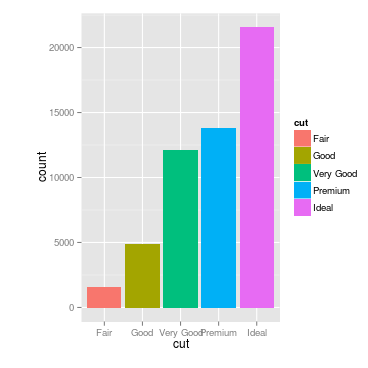 count
20000
15000
10000
5000
0
Fair Good Very Good Premium Ideal
cut
cut
Fair
Good
Very Good
Premium
Ideal